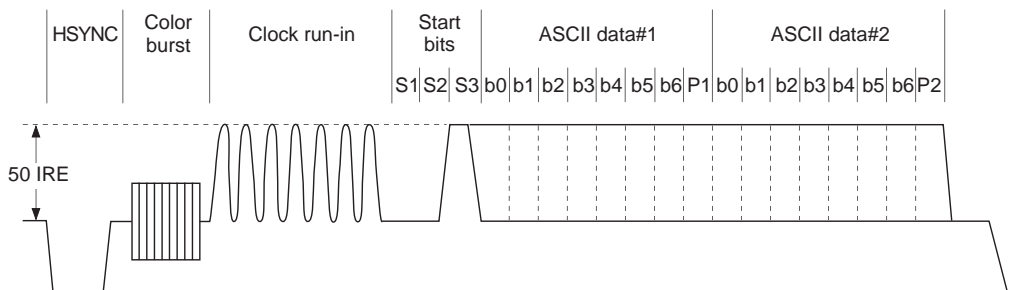 HSYNC Color burst Clock run-in Start bits ASCII data#1 ASCII data#2
S1 S2 S3 b0 b1 b2 b3 b4 b5 b6 P1 b0 b1 b2 b3 b4 b5 b6 P2
50 IRE